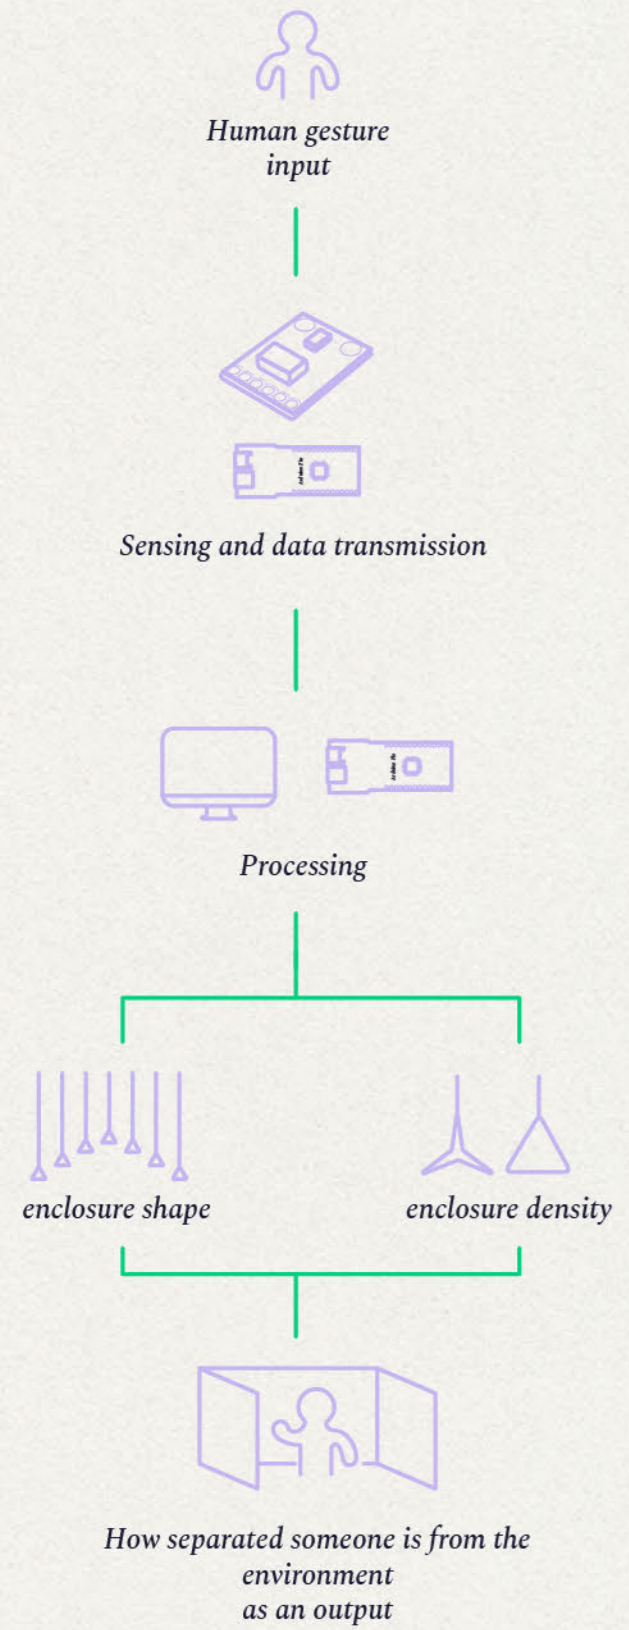 Human gesture
input
Sensing and data transmission
Processing
enclosure shape
enclosure density
How separated someone is from the
environment
as an output